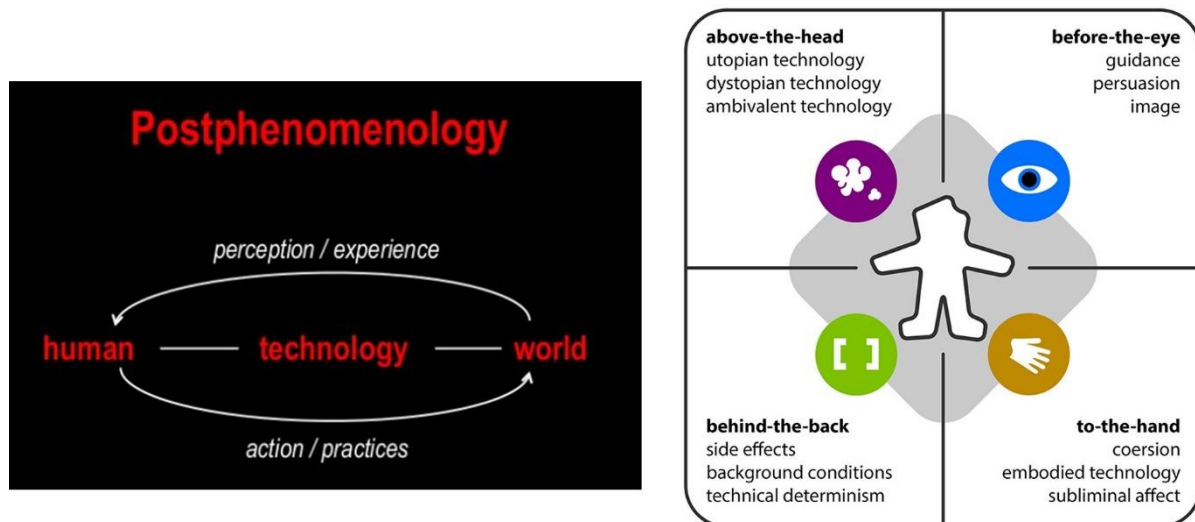 Postphenomenology
perception / experience
human technology world
action / practices
above-the-head
utopian technology
dystopian technology
ambivalent technology
before-the-eye
guidance
persuasion
image
behind-the-back
side effects
background conditions
technical determinism
to-the-hand
coersion
embodied technology
subliminal affect